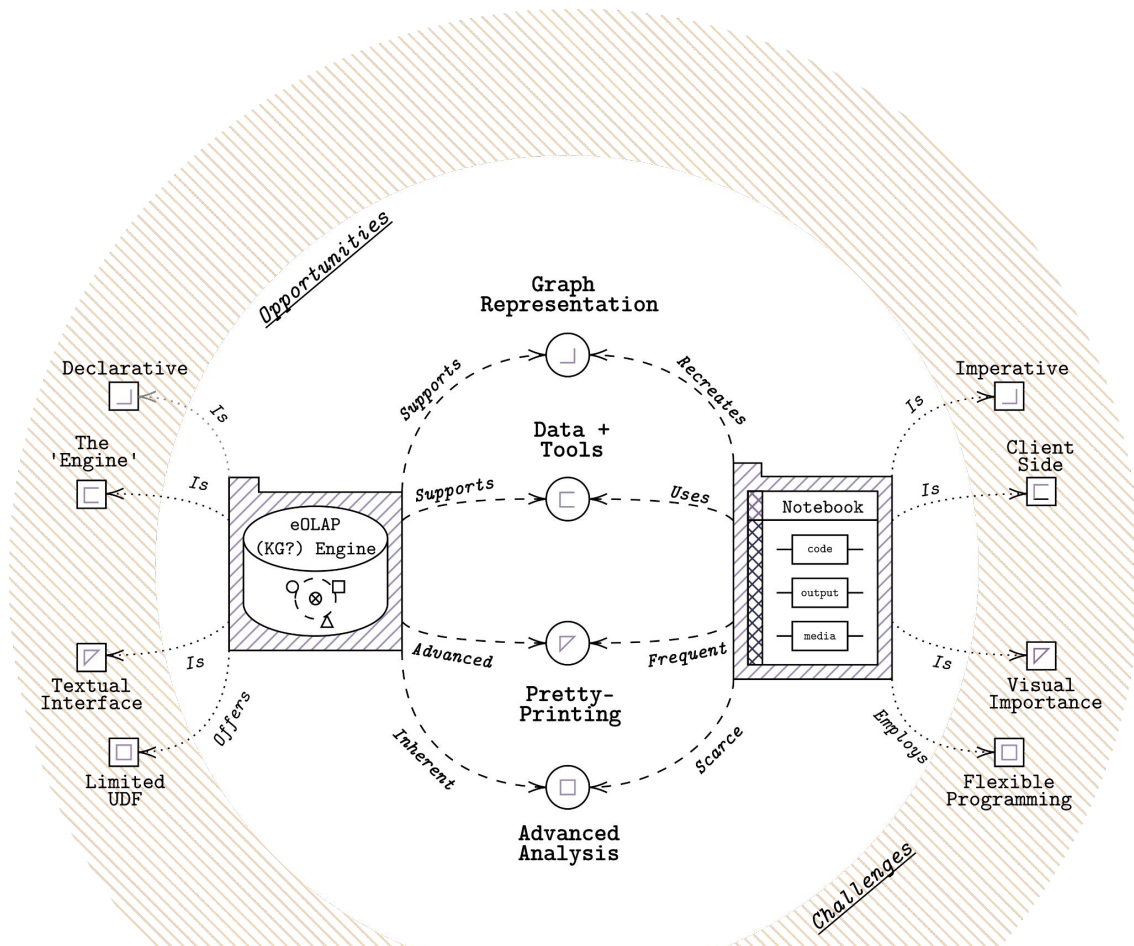 Opportunities
Graph
Representation
Supports
Recreates
Declarative
Is
Imperative
Is
Data +
Tools
The
'Engine'
Is
Client
Side
Is
Supports
Uses
eOLAP
(KG?) Engine
Notebook
code
output
media
Advanced
Frequent
Is
Is
Textual
Interface
Visual
Importance
Pretty-
Printing
Offers
Employs
Inherent
Scarce
Limited
UDF
Flexible
Programming
Advanced
Analysis
Challenges